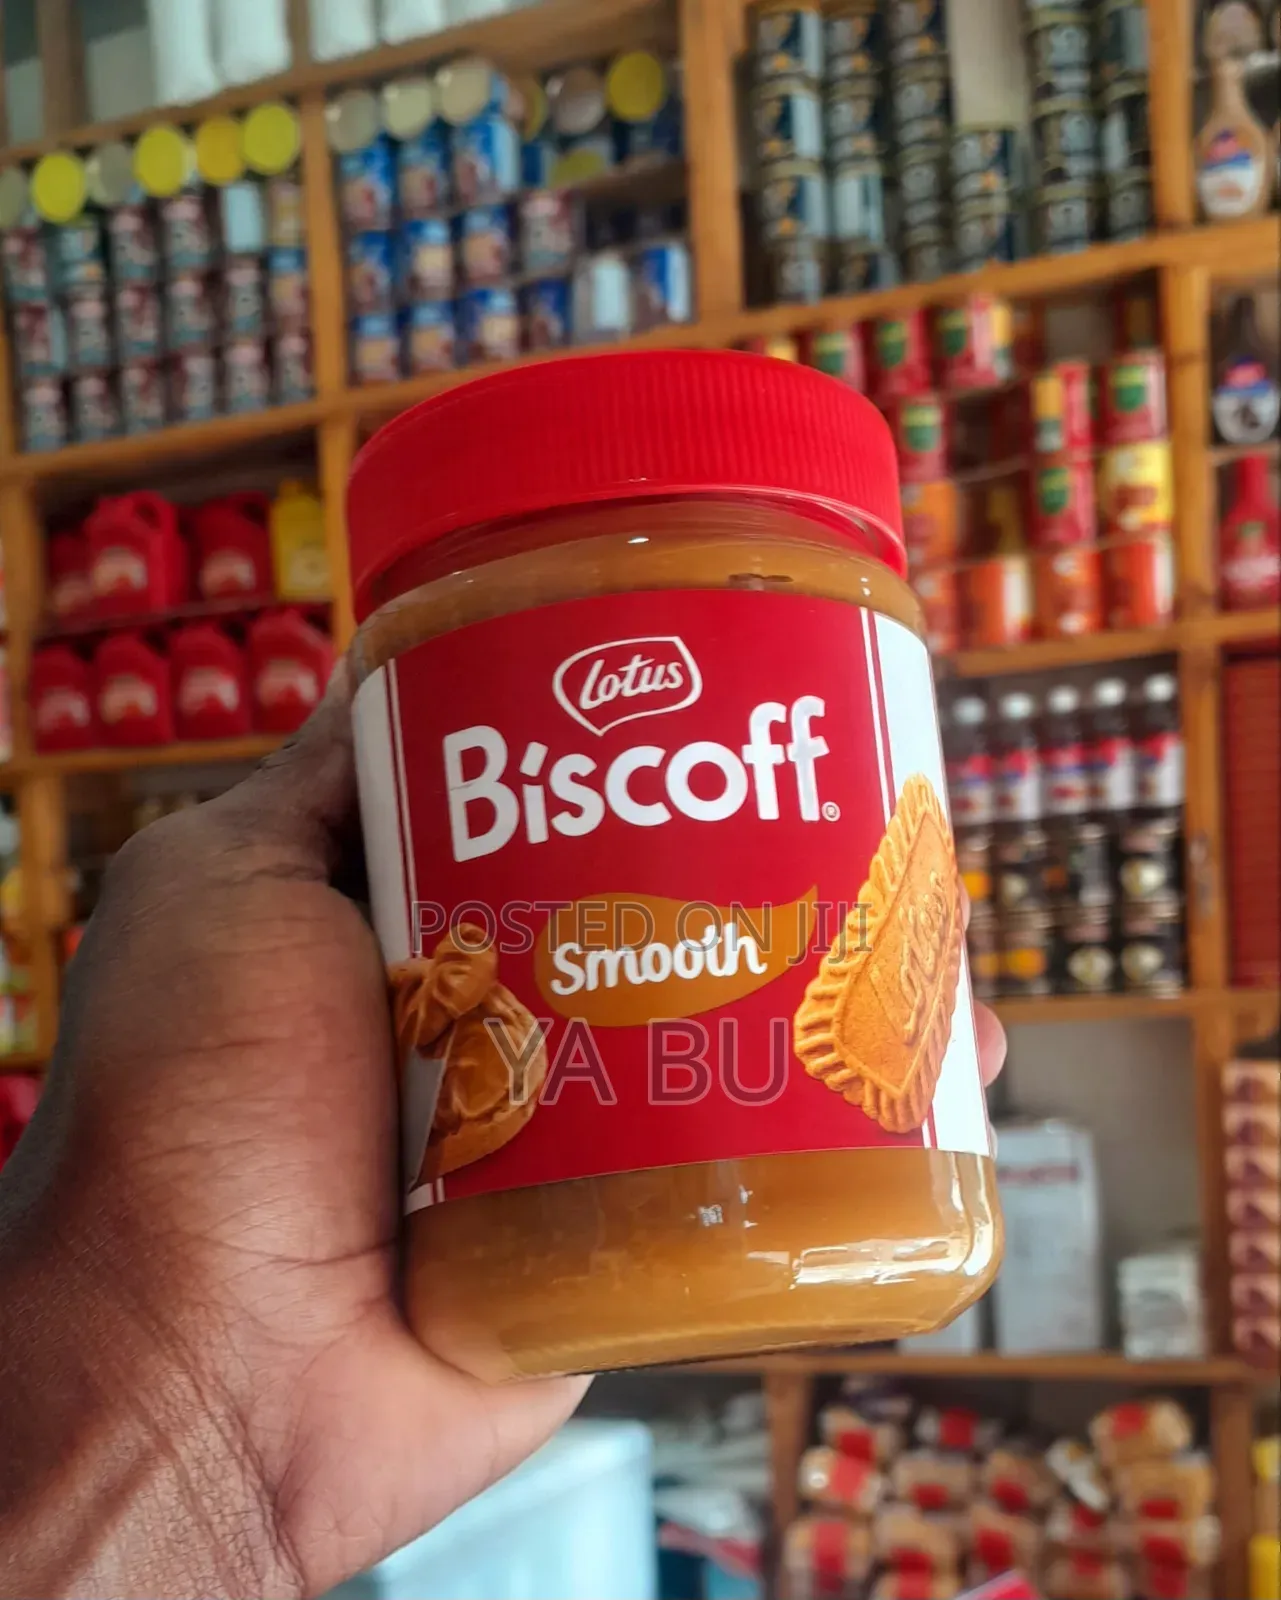 Lotus
Biscoff®
POSTED ON JIJI
Smooth
YA BU